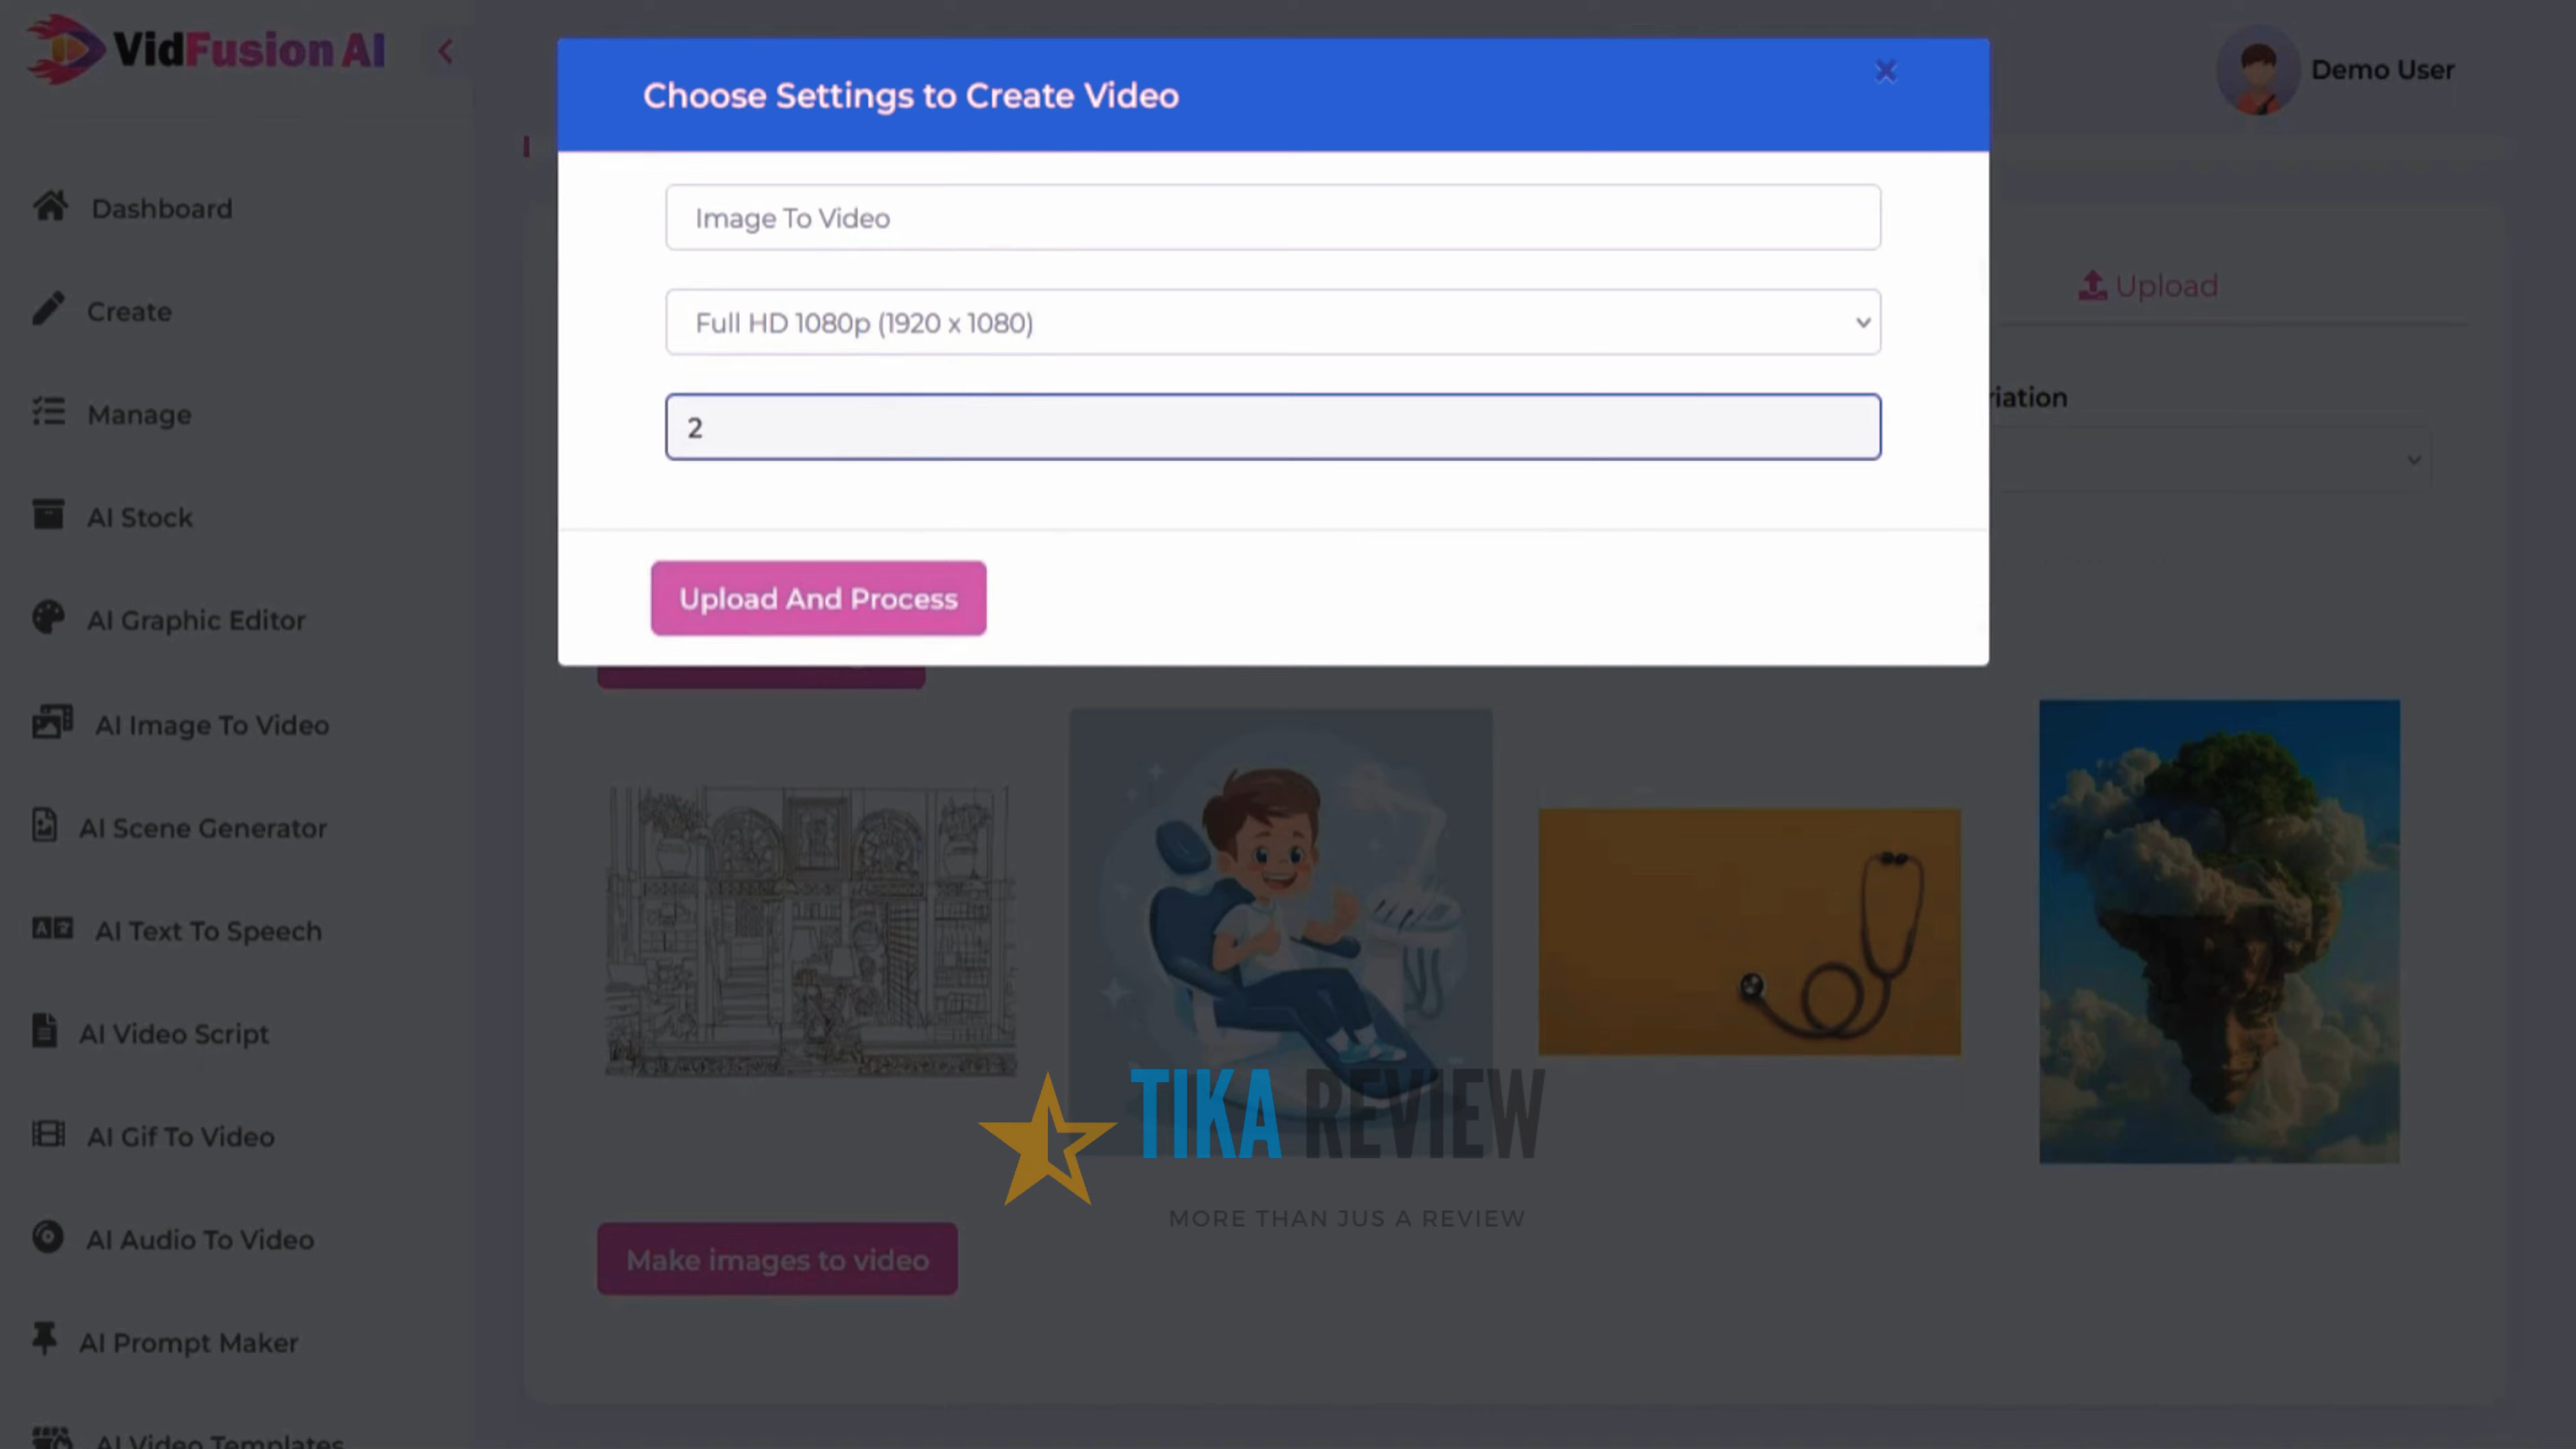 VidFusion AI
Demo User
Choose Settings to Create Video
Image To Video
Full HD 1080p (1920 x 1080)
2
Upload And Process
Upload
riation
Dashboard
Create
Manage
AI Stock
AI Graphic Editor
AI Image To Video
AI Scene Generator
AI Text To Speech
AI Video Script
AI Gif To Video
AI Audio To Video
AI Prompt Maker
AI Video Templates
TIKA REVIEW
MORE THAN JUS A REVIEW
Make images to video